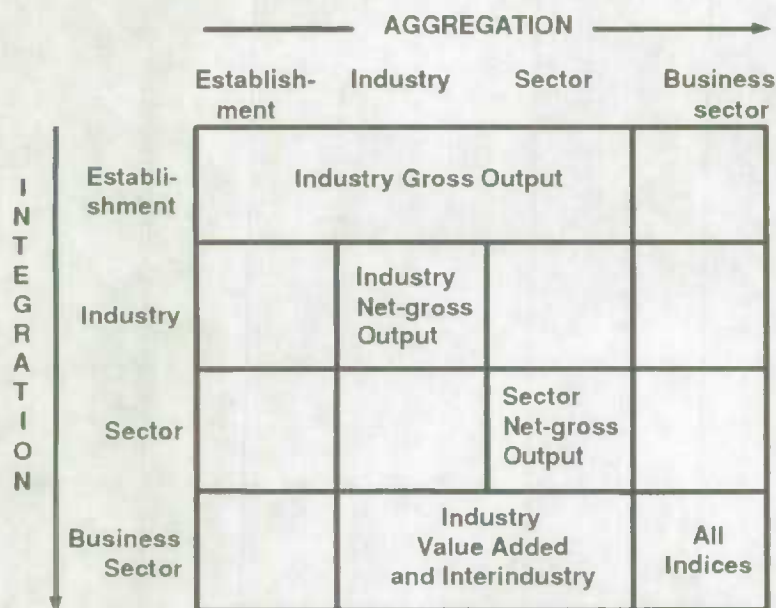 AGGREGATION
Establish-
ment
Industry
Sector
Business
sector
INTEGRATION
Establi-
shment
Industry Gross Output
Industry
Industry
Net-gross
Output
Sector
Sector
Net-gross
Output
Business
Sector
Industry
Value Added
and Interindustry
All
Indices